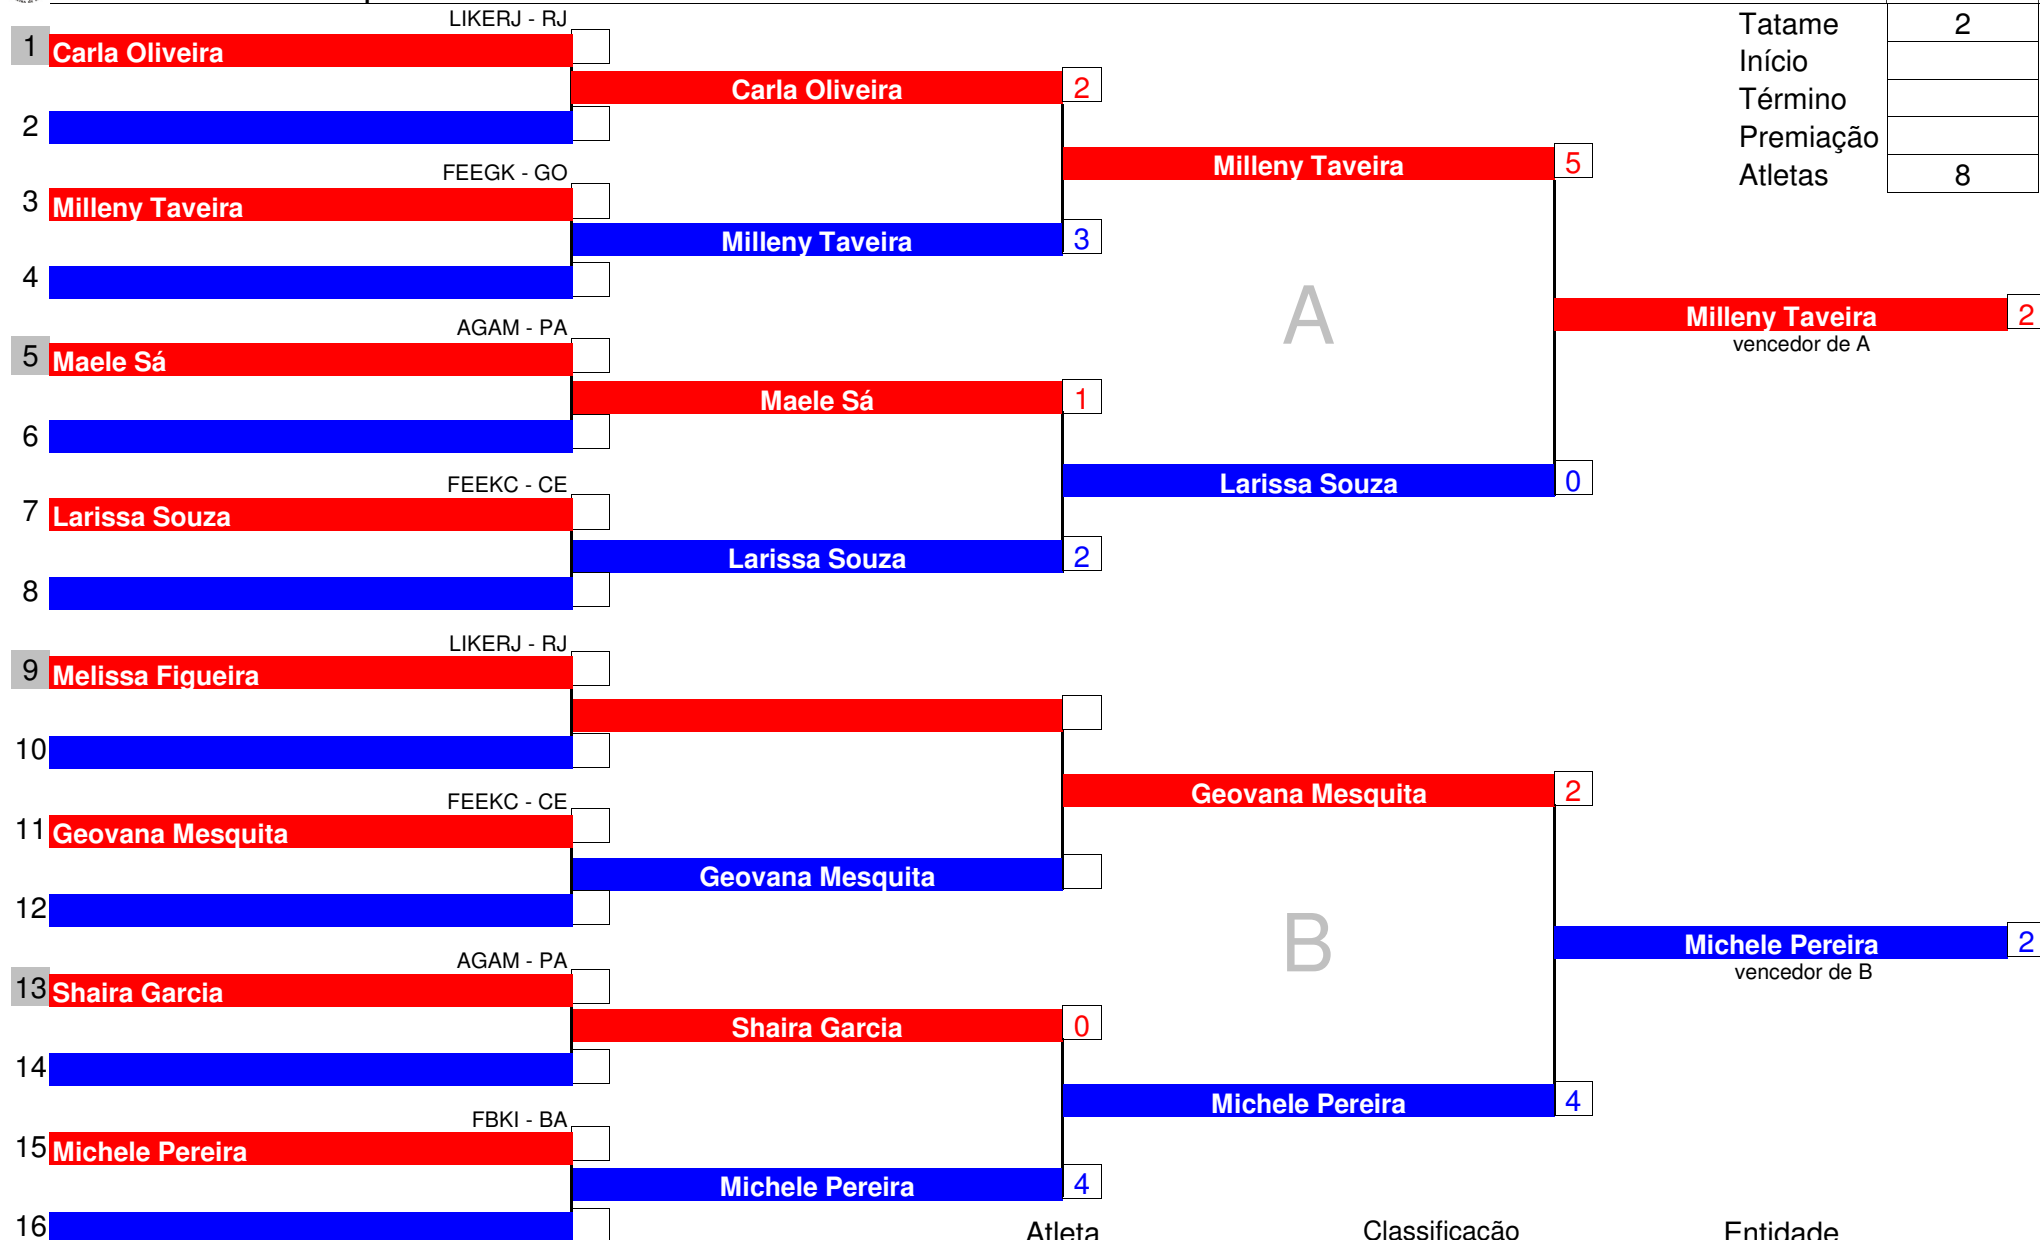 LIKERJ - RJ
Tatame 2
1 Carla Oliveira
Início
Carla Oliveira 2
Término
2
Premiação
Milleny Taveira 5
FEEGK - GO
Atletas 8
3 Milleny Taveira
Milleny Taveira 3
4
A
Milleny Taveira 2
AGAM - PA
vencedor de A
5 Maele Sá
Maele Sá 1
6
FEEKC - CE
Larissa Souza 0
7 Larissa Souza
Larissa Souza 2
8
LIKERJ - RJ
9 Melissa Figueira
10
Geovana Mesquita 2
FEEKC - CE
11 Geovana Mesquita
Geovana Mesquita
12
B
Michele Pereira 2
AGAM - PA
vencedor de B
13 Shaira Garcia
Shaira Garcia 0
14
Michele Pereira 4
FBKI - BA
15 Michele Pereira
Michele Pereira 4
16
Atleta Classificação Entidade